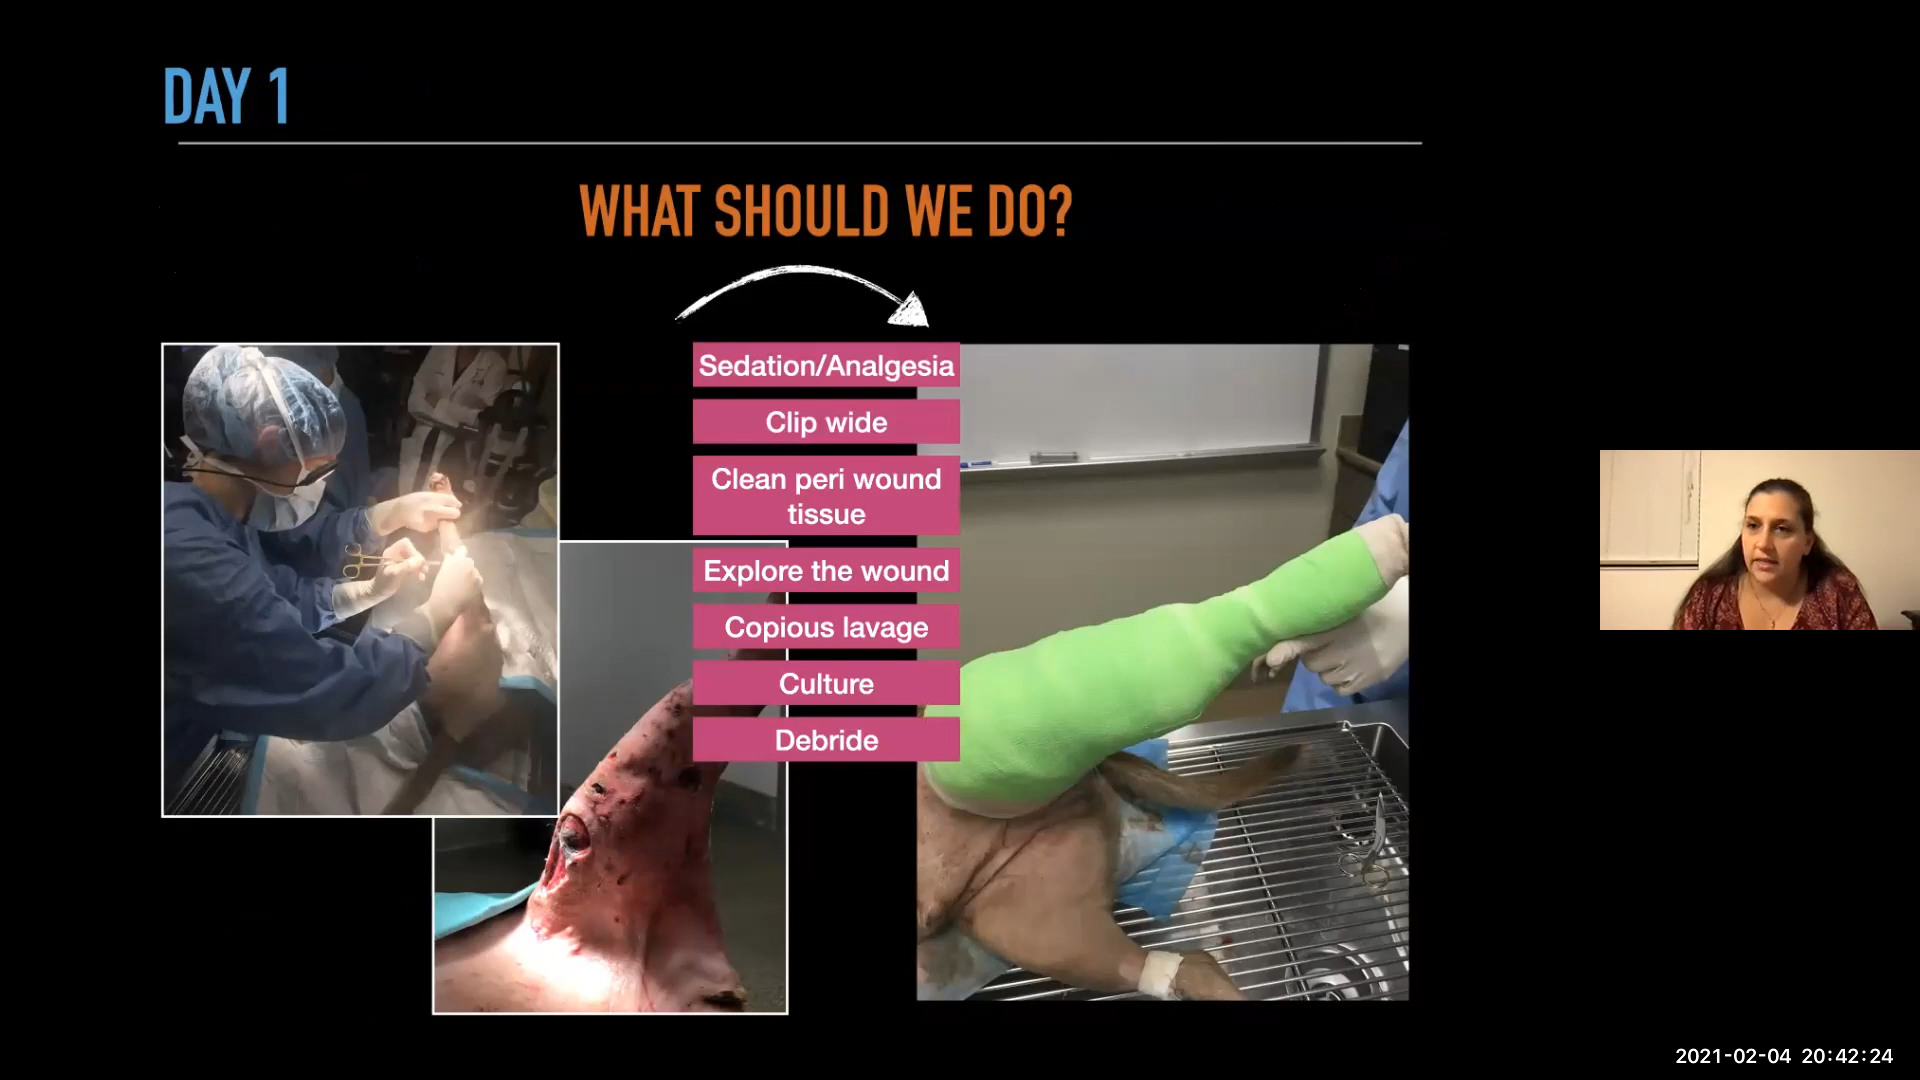 DAY 1
WHAT SHOULD WE DO?
Sedation/Analgesia
Clip wide
Clean peri wound
tissue
Explore the wound
Copious lavage
Culture
Debride
2021-02-04 20:42:24